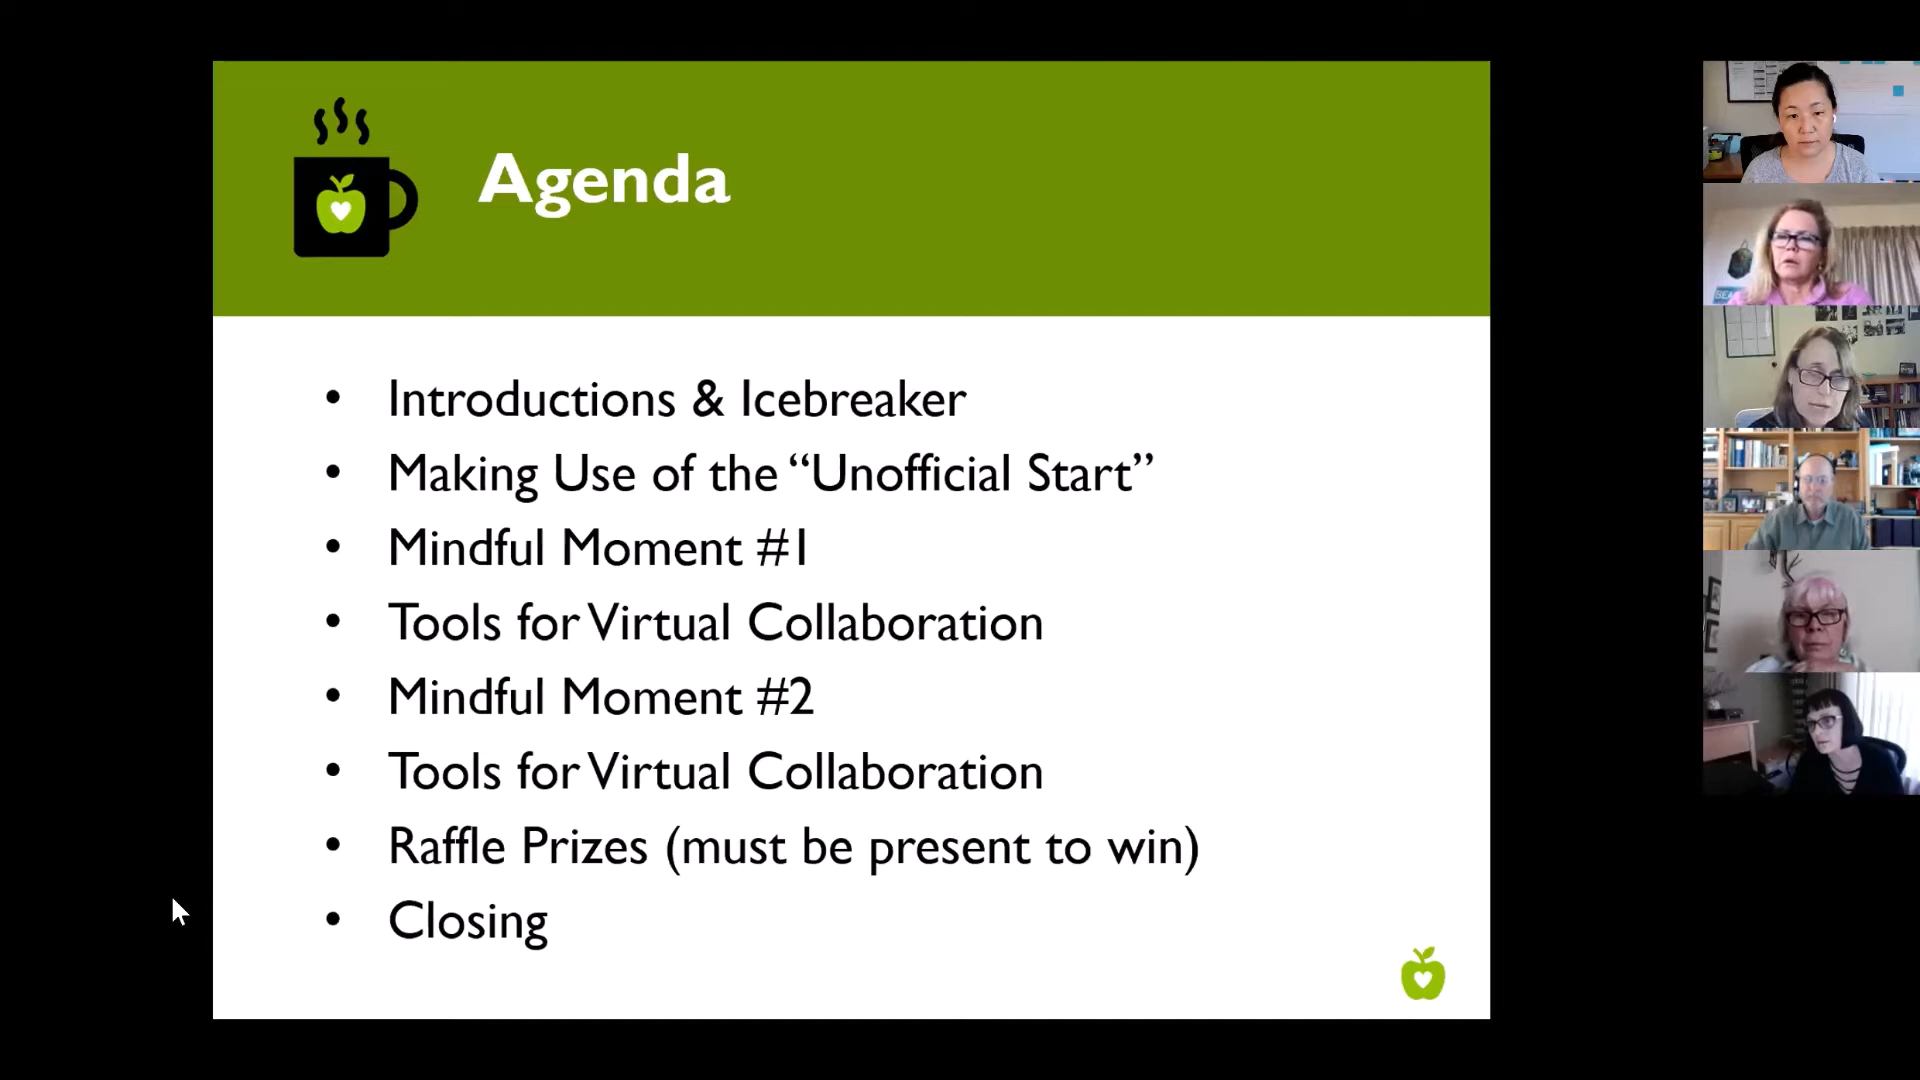 Agenda
• Introductions & Icebreaker
• Making Use of the “Unofficial Start”
• Mindful Moment #1
• Tools for Virtual Collaboration
• Mindful Moment #2
• Tools for Virtual Collaboration
• Raffle Prizes (must be present to win)
• Closing